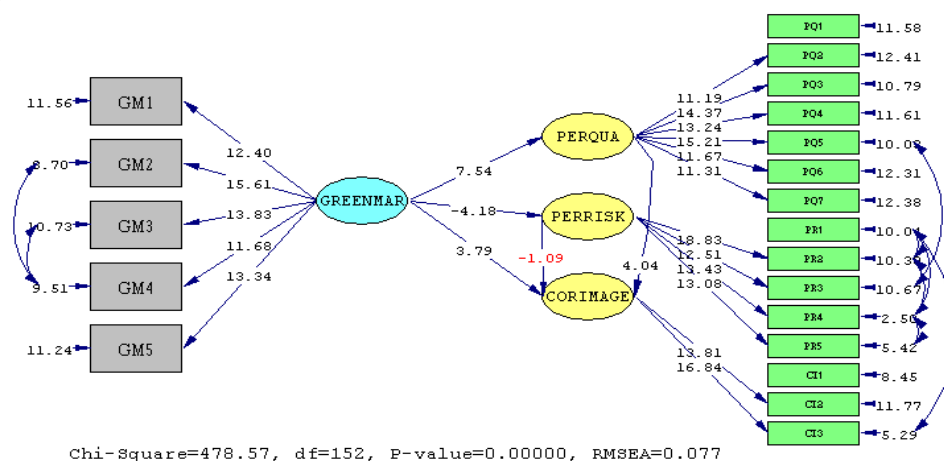 PQ1 11.58
PQ2 12.41
PQ3 10.79
PQ4 11.61
PQ5
PQ6 12.31
PQ7 12.38
PR1
PR2
PR3 10.67
PR4 2.50
PR5 5.42
CI1 8.45
CI2 11.77
CI3 5.29
11.56 GM1
8.70 GM2
10.73 GM3
9.51 GM4
11.24 GM5
12.40
15.61
13.83
11.68
13.34
GREENMAR
7.54
-4.18
3.79
PERQUA
PERRISK
-1.09
CORIMAGE
4.04
11.19
14.37
13.24
15.21
11.67
11.31
18.83
12.51
13.43
13.08
13.81
16.84
Chi-Square=478.57, df=152, P-value=0.00000, RMSEA=0.077